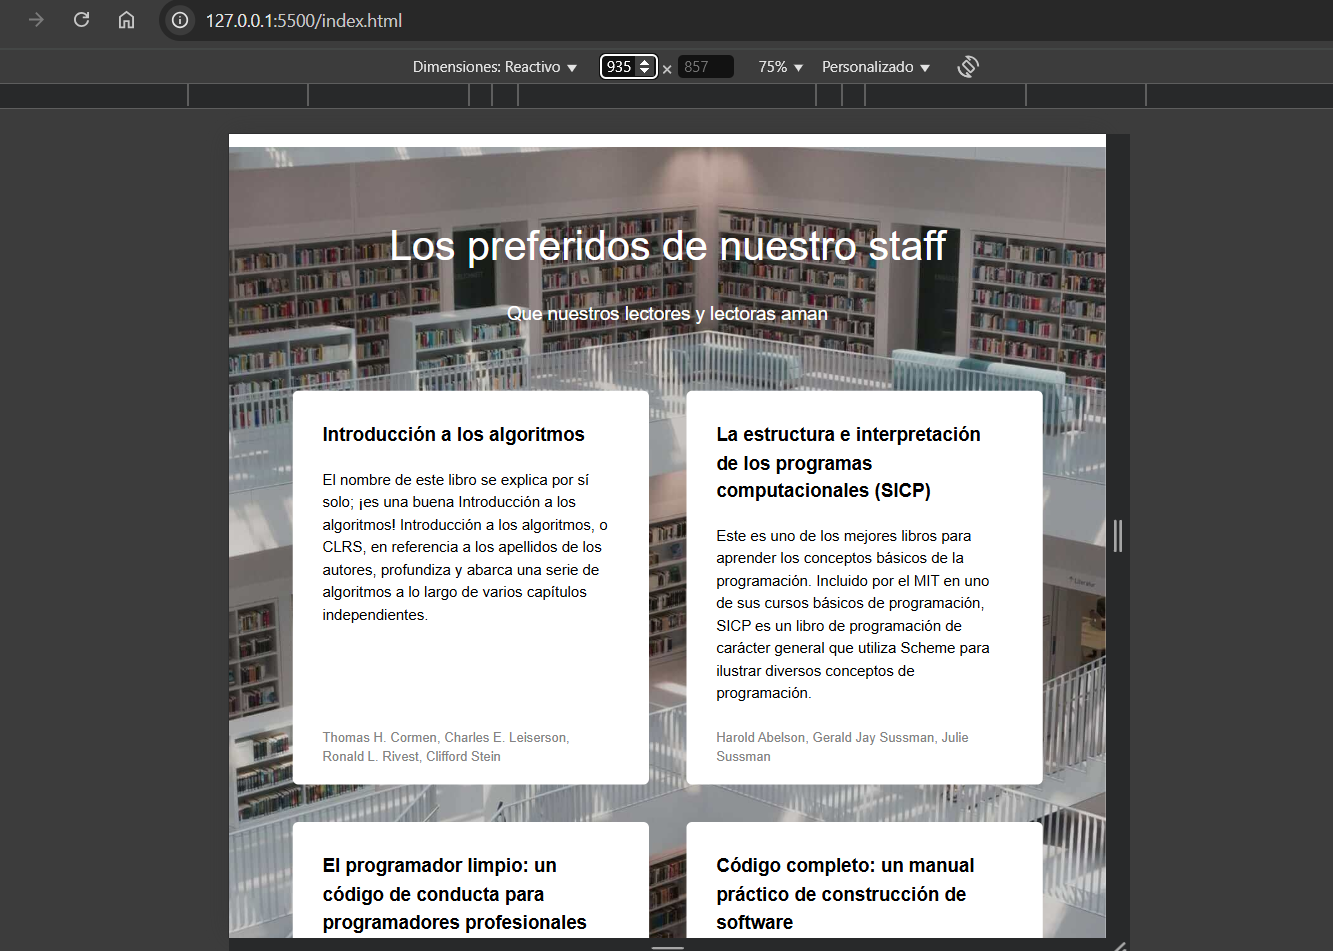 127.0.0.1:5500/index.html
Dimensiones: Reactivo 935 × 857 75% Personalizado
Los preferidos de nuestro staff
Que nuestros lectores y lectoras aman
Introducción a los algoritmos
El nombre de este libro se explica por sí
solo; ¡es una buena Introducción a los
algoritmos! Introducción a los algoritmos, o
CLRS, en referencia a los apellidos de los
autores, profundiza y abarca una serie de
algoritmos a lo largo de varios capítulos
independientes.
Thomas H. Cormen, Charles E. Leiserson,
Ronald L. Rivest, Clifford Stein
La estructura e interpretación
de los programas
computacionales (SICP)
Este es uno de los mejores libros para
aprender los conceptos básicos de la
programación. Incluido por el MIT en uno
de sus cursos básicos de programación,
SICP es un libro de programación de
carácter general que utiliza Scheme para
ilustrar diversos conceptos de
programación.
Harold Abelson, Gerald Jay Sussman, Julie
Sussman
El programador limpio: un
código de conducta para
programadores profesionales
Código completo: un manual
práctico de construcción de
software